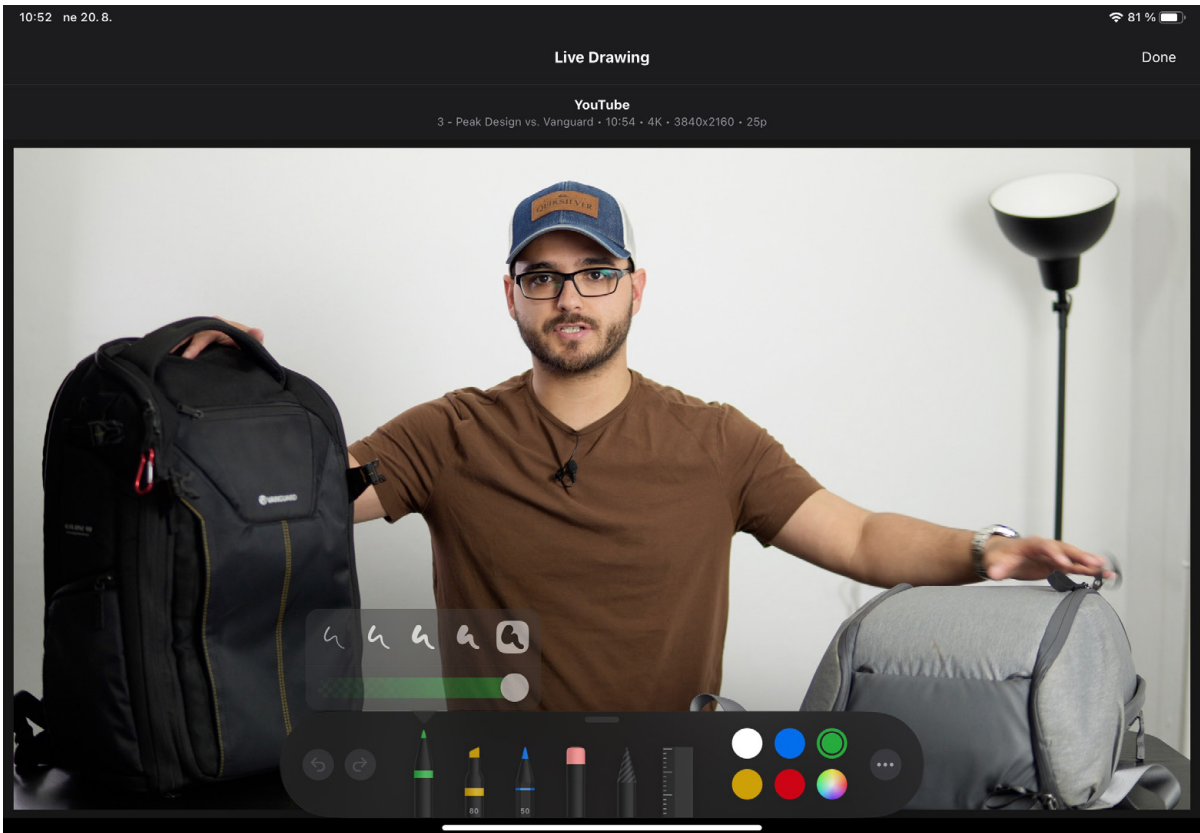 10:52 ne 20. 8.
81 %
Live Drawing
Done
YouTube
3 - Peak Design vs. Vanguard • 10:54 • 4K • 3840x2160 • 25p
QUIKSILVER
VANGUARD
80
50